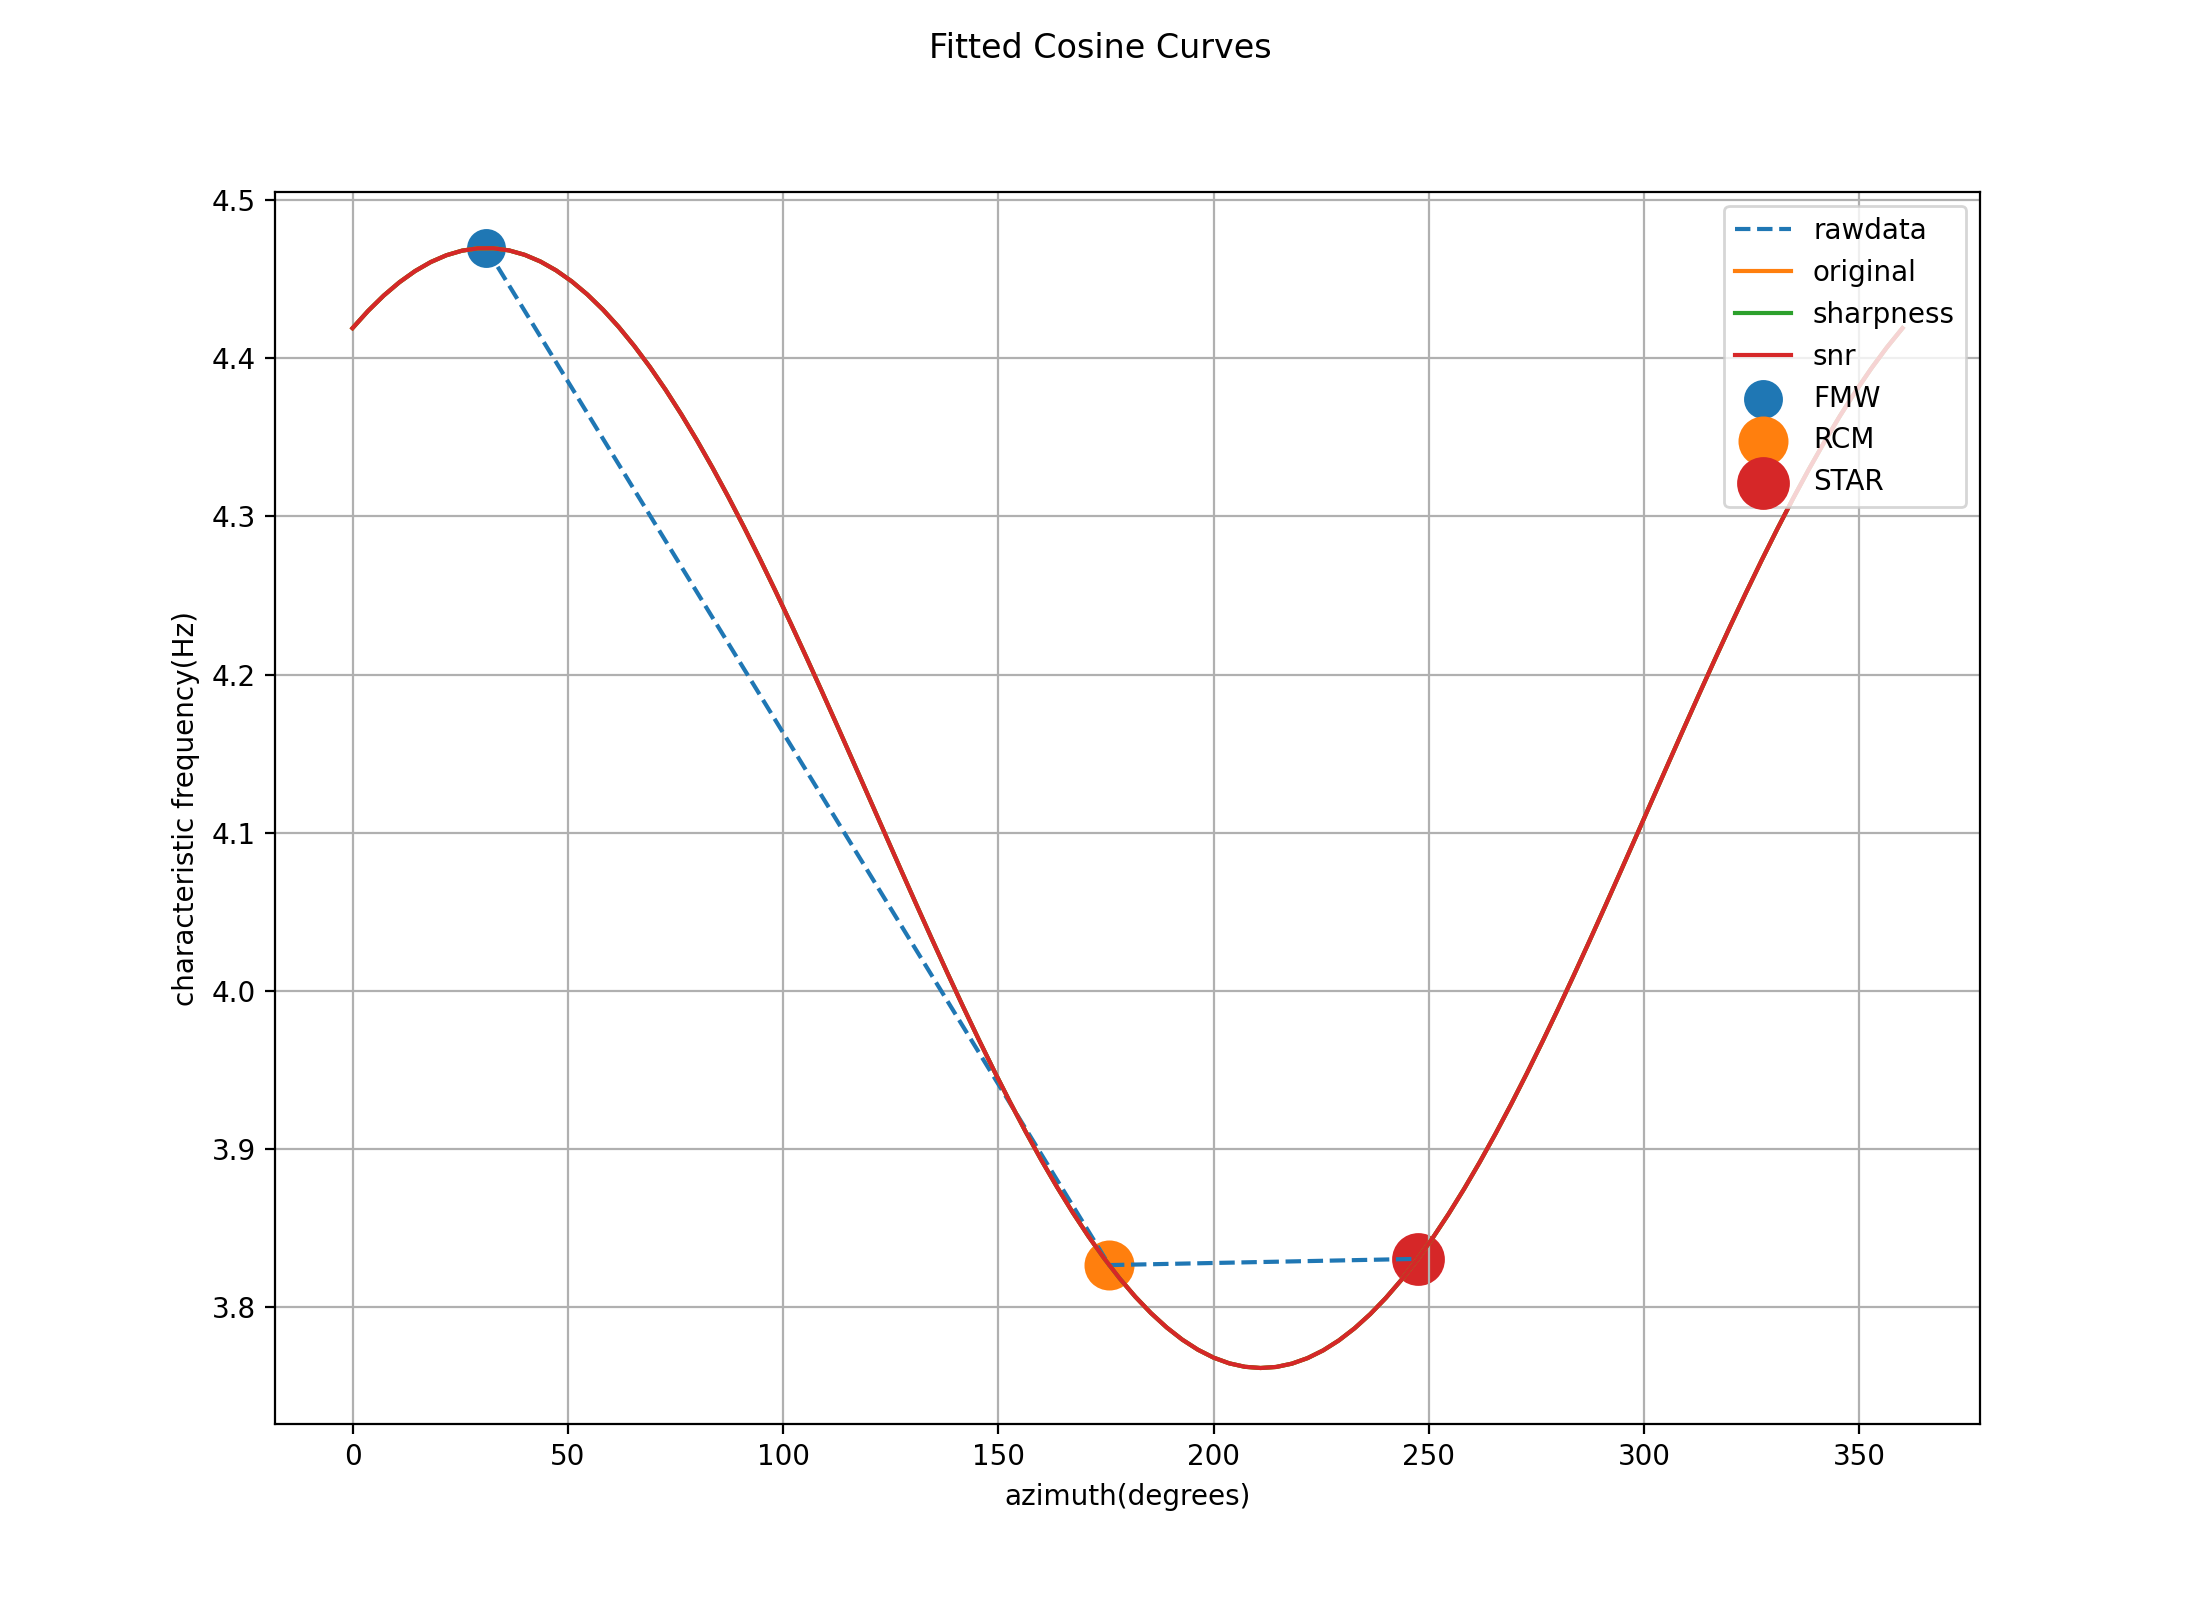 Fitted Cosine Curves
4.5
4.4
4.3
4.2
4.1
4.0
3.9
3.8
characteristic frequency(Hz)
rawdata
original
sharpness
snr
FMW
RCM
STAR
0 50 100 150 200 250 300 350
azimuth(degrees)